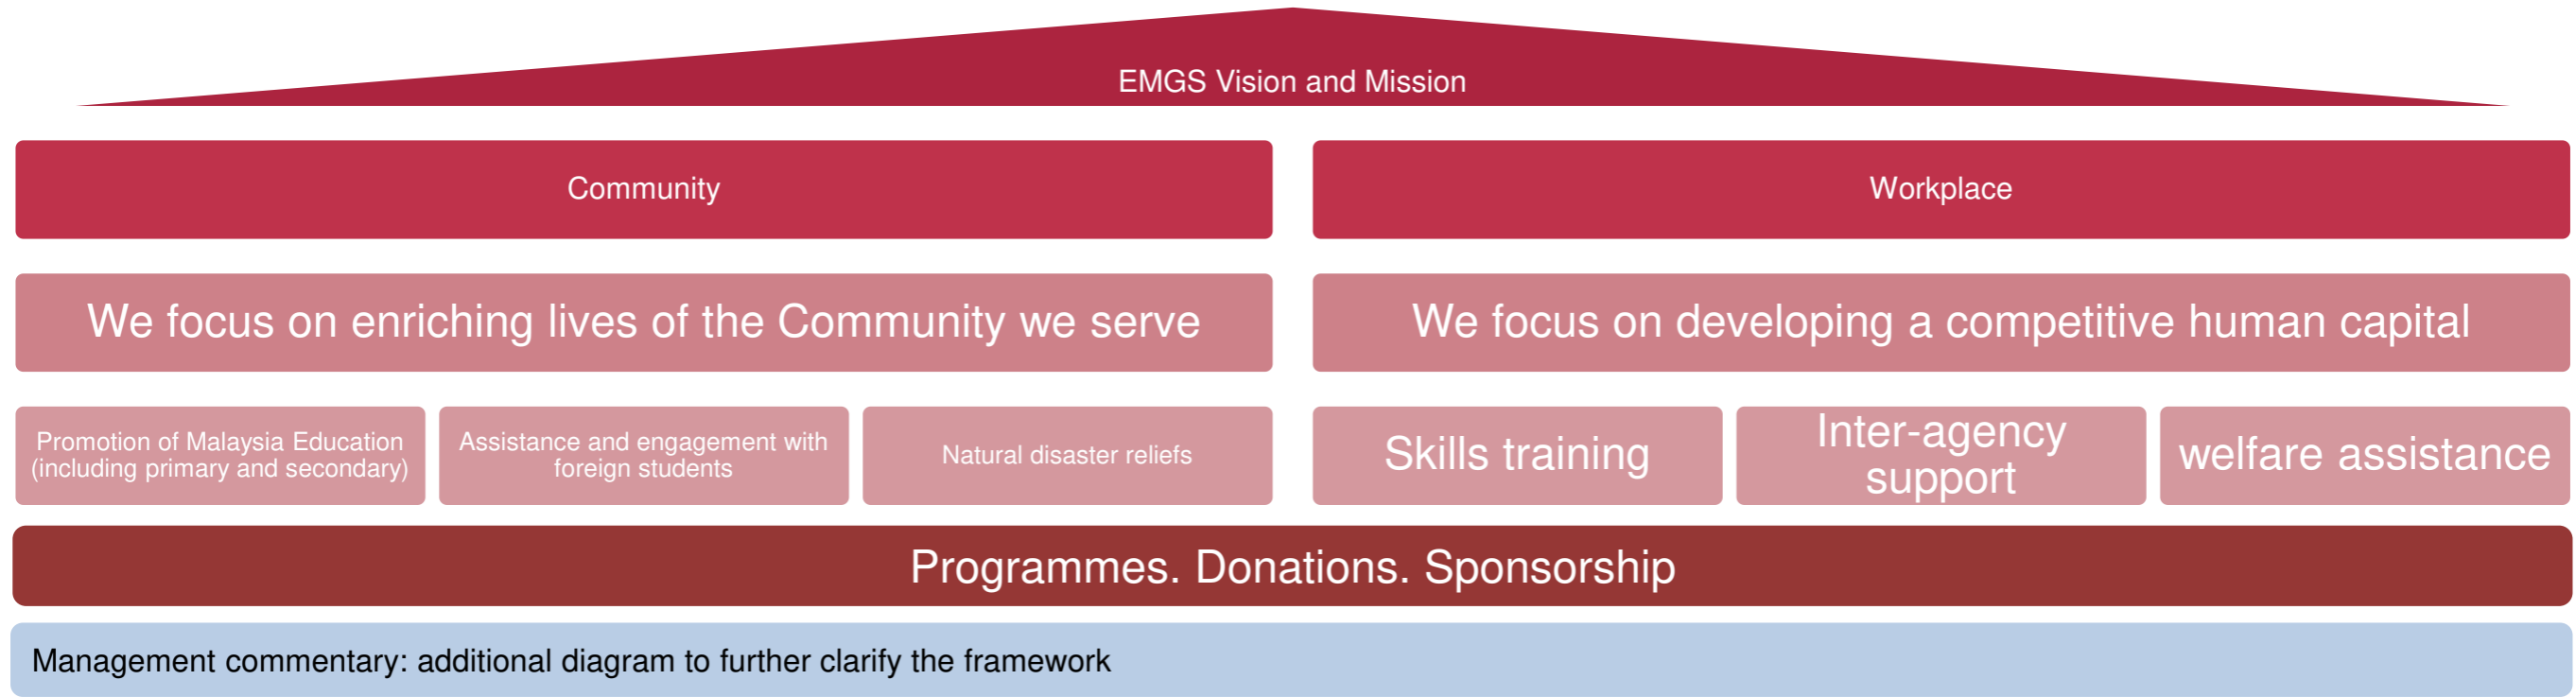 EMGS Vision and Mission
Community
Workplace
We focus on enriching lives of the Community we serve
We focus on developing a competitive human capital
Promotion of Malaysia Education
(including primary and secondary)
Assistance and engagement with
foreign students
Natural disaster reliefs
Skills training
Inter-agency
support
welfare assistance
Programmes. Donations. Sponsorship
Management commentary: additional diagram to further clarify the framework